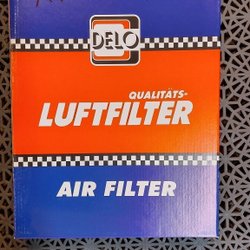 DELO
QUALITÄTS-
LUFTFILTER
AIR FILTER